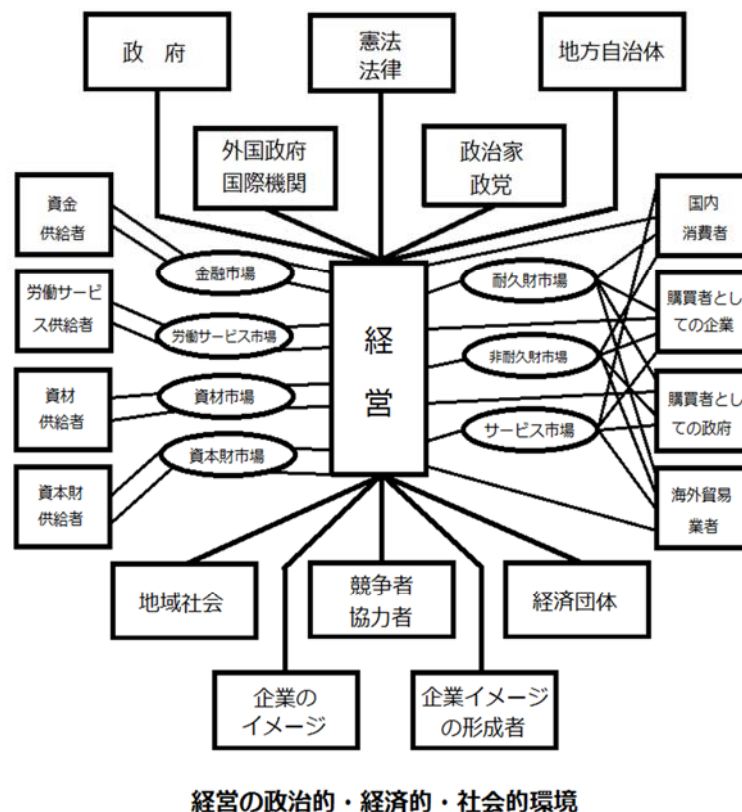 政　府
憲法
法律
地方自治体
外国政府
国際機関
政治家
政党
資金
供給者
労働サービ
ス供給者
資材
供給者
資本財
供給者
金融市場
労働サービス市場
資材市場
資本財市場
経
営
耐久財市場
非耐久財市場
サービス市場
国内
消費者
購買者とし
ての企業
購買者とし
ての政府
海外貿易
業者
地域社会
競争者
協力者
経済団体
企業の
イメージ
企業イメージ
の形成者
経営の政治的・経済的・社会的環境